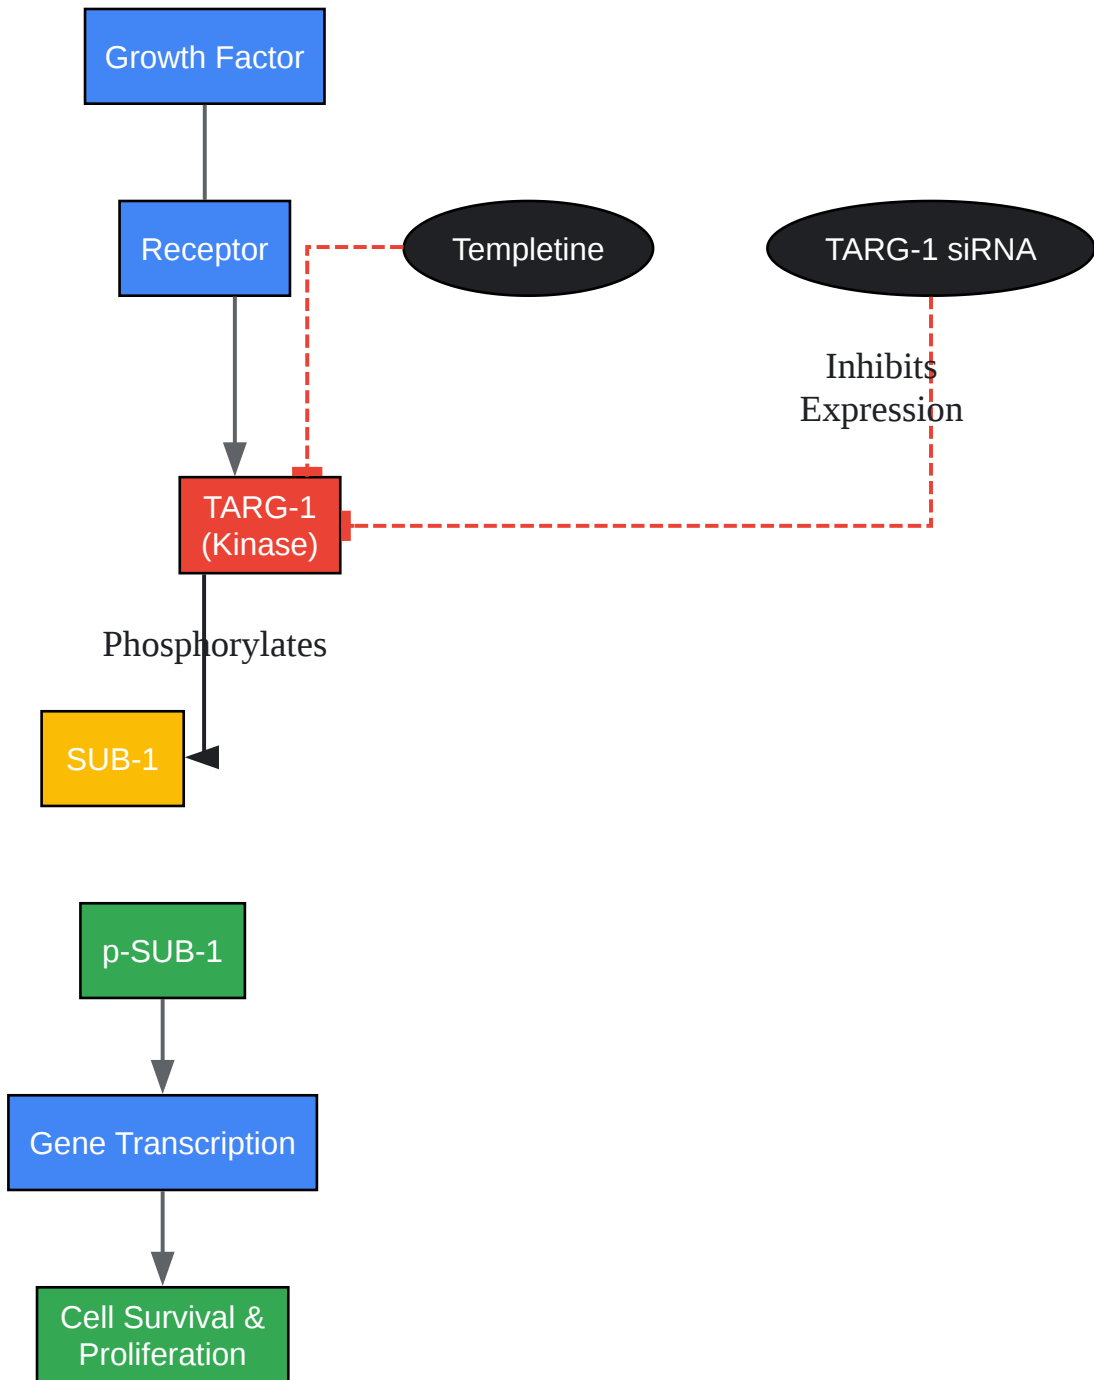 Growth Factor
Receptor
Templetine
TARG-1 siRNA
Inhibits
Expression
TARG-1
(Kinase)
Phosphorylates
SUB-1
p-SUB-1
Gene Transcription
Cell Survival &
Proliferation